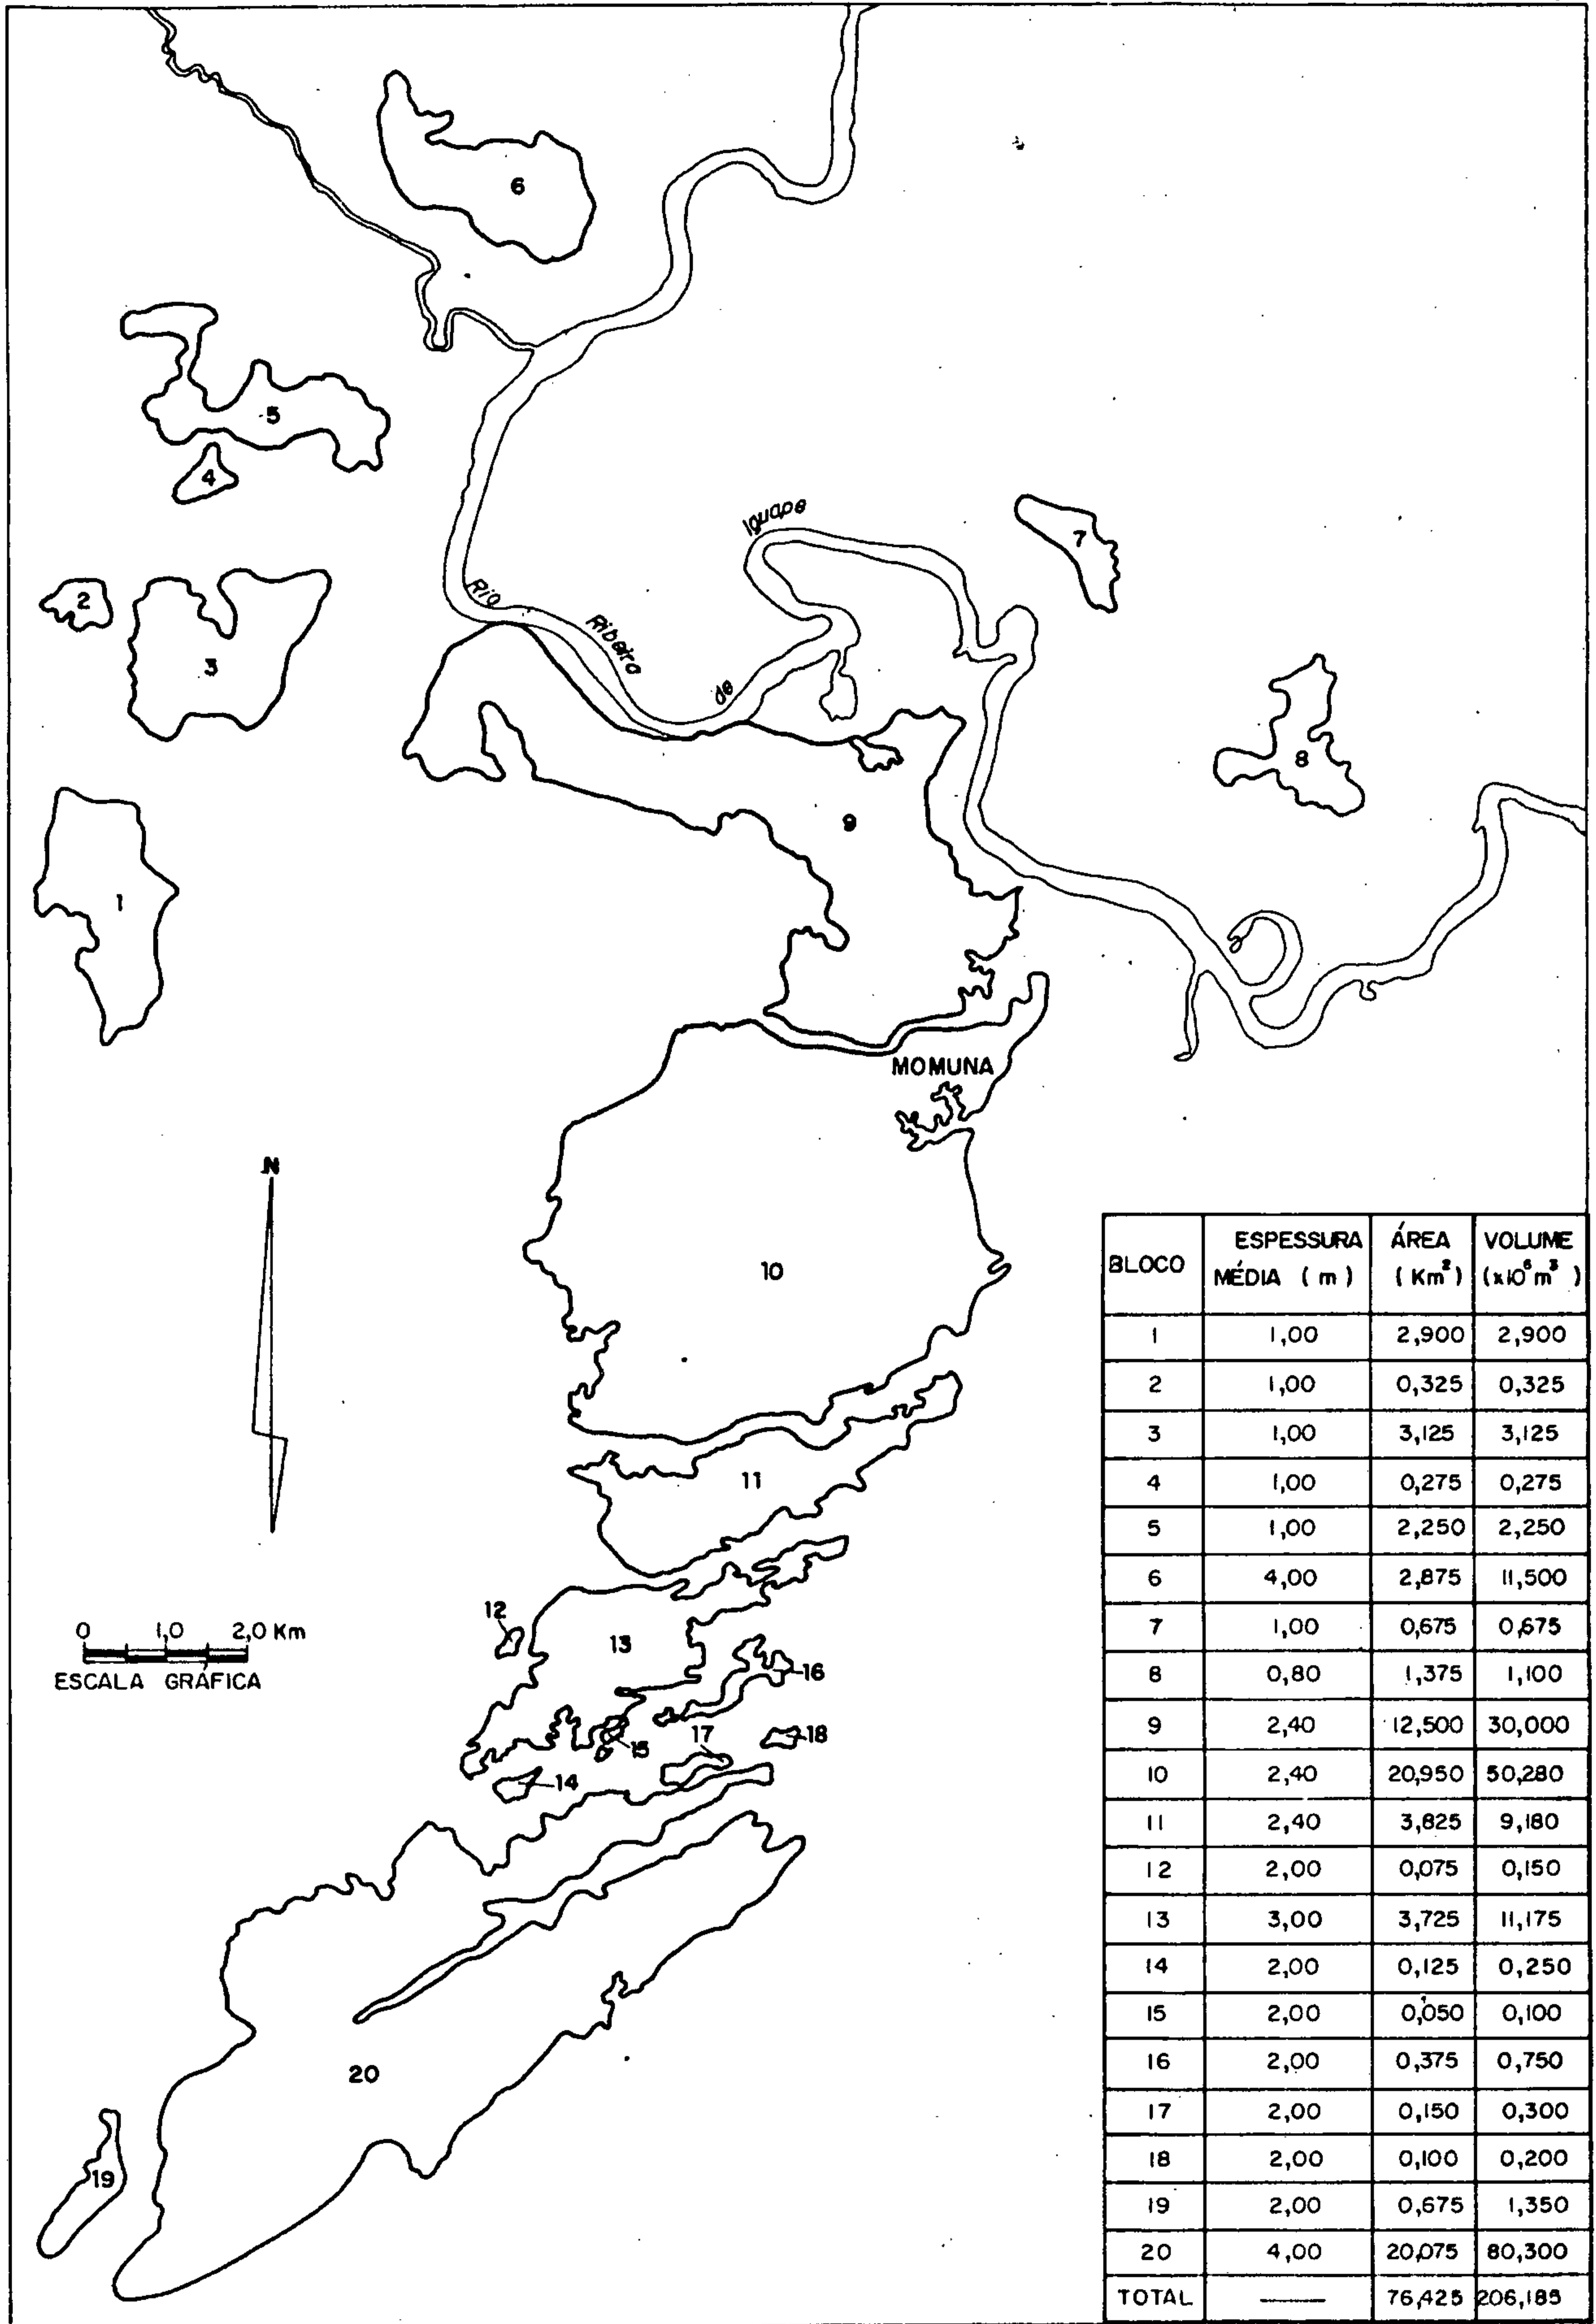 6
5
4
Iguape
7
2
Rio
Ribeira
de
3
8
9
1
MOMUNA
N
10
11
0 1,0 2,0 Km
ESCALA GRÁFICA
12
13
16
15
17
18
14
20
19
BLOCO ESPESSURA MÉDIA (m) ÁREA (Km²) VOLUME (x10⁶m³)
1 1,00 2,900 2,900
2 1,00 0,325 0,325
3 1,00 3,125 3,125
4 1,00 0,275 0,275
5 1,00 2,250 2,250
6 4,00 2,875 11,500
7 1,00 0,675 0,675
8 0,80 1,375 1,100
9 2,40 12,500 30,000
10 2,40 20,950 50,280
11 2,40 3,825 9,180
12 2,00 0,075 0,150
13 3,00 3,725 11,175
14 2,00 0,125 0,250
15 2,00 0,050 0,100
16 2,00 0,375 0,750
17 2,00 0,150 0,300
18 2,00 0,100 0,200
19 2,00 0,675 1,350
20 4,00 20,075 80,300
TOTAL —— 76,425 206,185